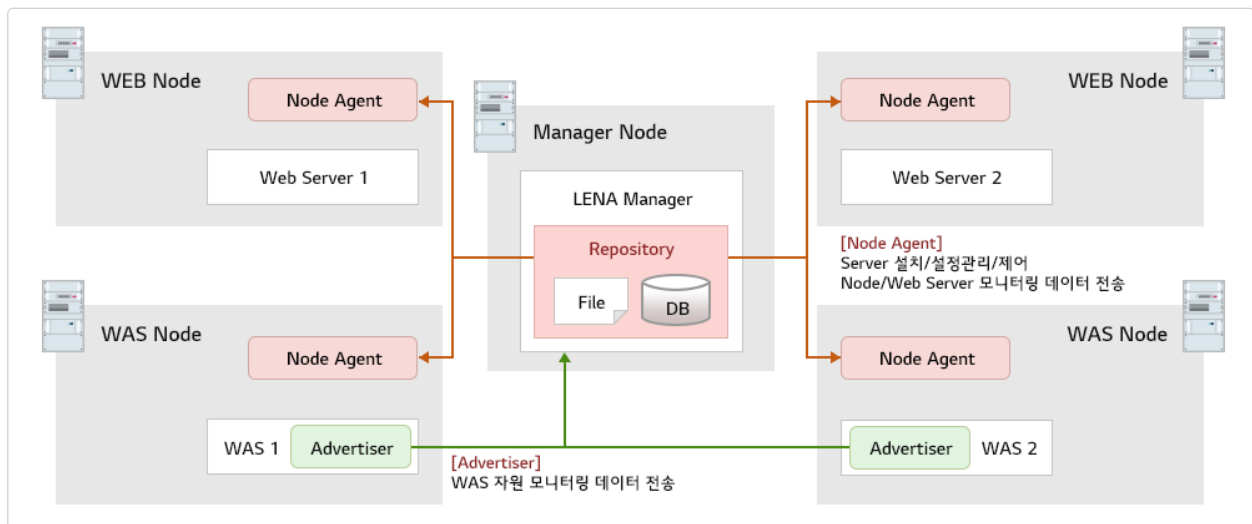 WEB Node
Node Agent
Web Server 1
Manager Node
LENA Manager
Repository
File
DB
WEB Node
Node Agent
Web Server 2
[Node Agent]
Server 설치/설정관리/제어
Node/Web Server 모니터링 데이터 전송
WAS Node
Node Agent
WAS 1
Advertiser
[Advertiser]
WAS 자원 모니터링 데이터 전송
WAS Node
Node Agent
Advertiser
WAS 2